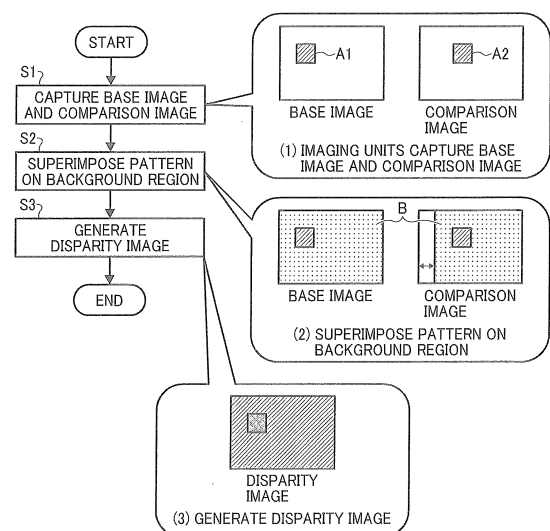 START
S1
CAPTURE BASE IMAGE
AND COMPARISON IMAGE
S2
SUPERIMPOSE PATTERN
ON BACKGROUND REGION
S3
GENERATE
DISPARITY IMAGE
END
A1
A2
BASE IMAGE
COMPARISON
IMAGE
(1) IMAGING UNITS CAPTURE BASE
IMAGE AND COMPARISON IMAGE
B
BASE IMAGE
COMPARISON
IMAGE
(2) SUPERIMPOSE PATTERN ON
BACKGROUND REGION
DISPARITY
IMAGE
(3) GENERATE DISPARITY IMAGE